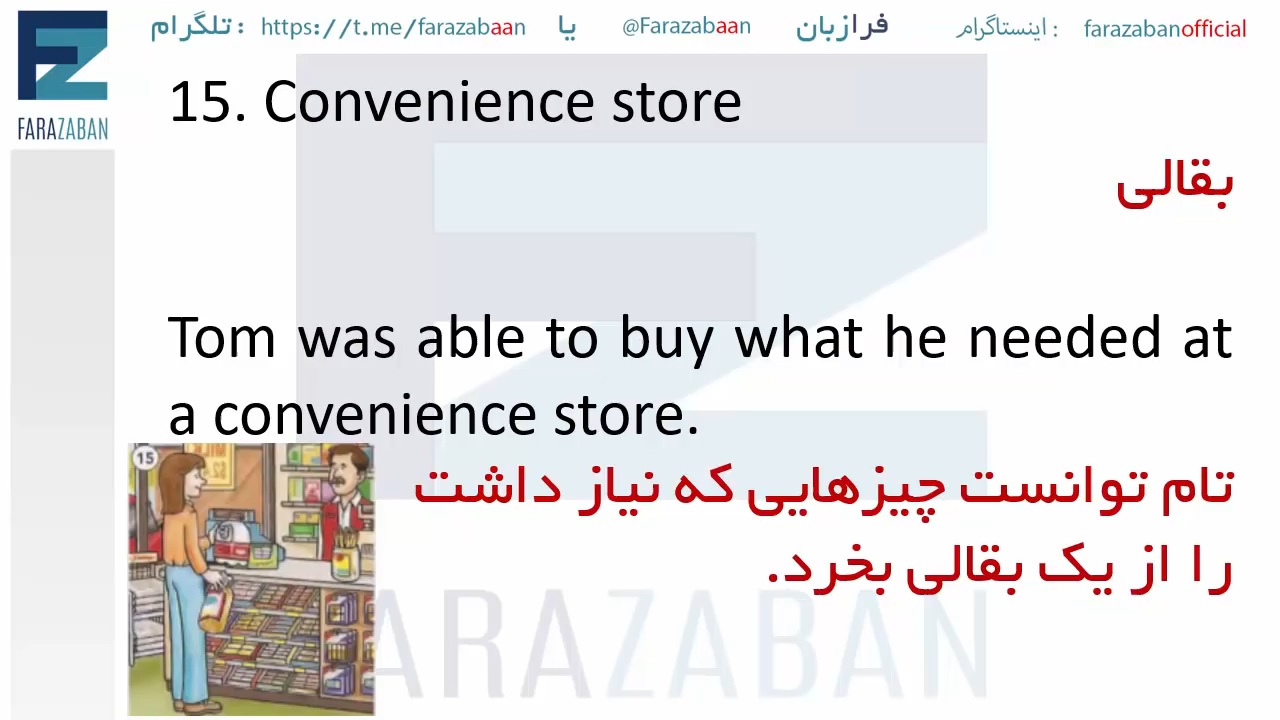 تلگرام : https://t.me/farazabaan یا @Farazabaan فرازبان اینستاگرام : farazabanofficial
FARAZABAN
15. Convenience store
بقالی
Tom was able to buy what he needed at
a convenience store.
تام توانست چیزهایی که نیاز داشت
را از یک بقالی بخرد.
15
MILK
FARAZABAN